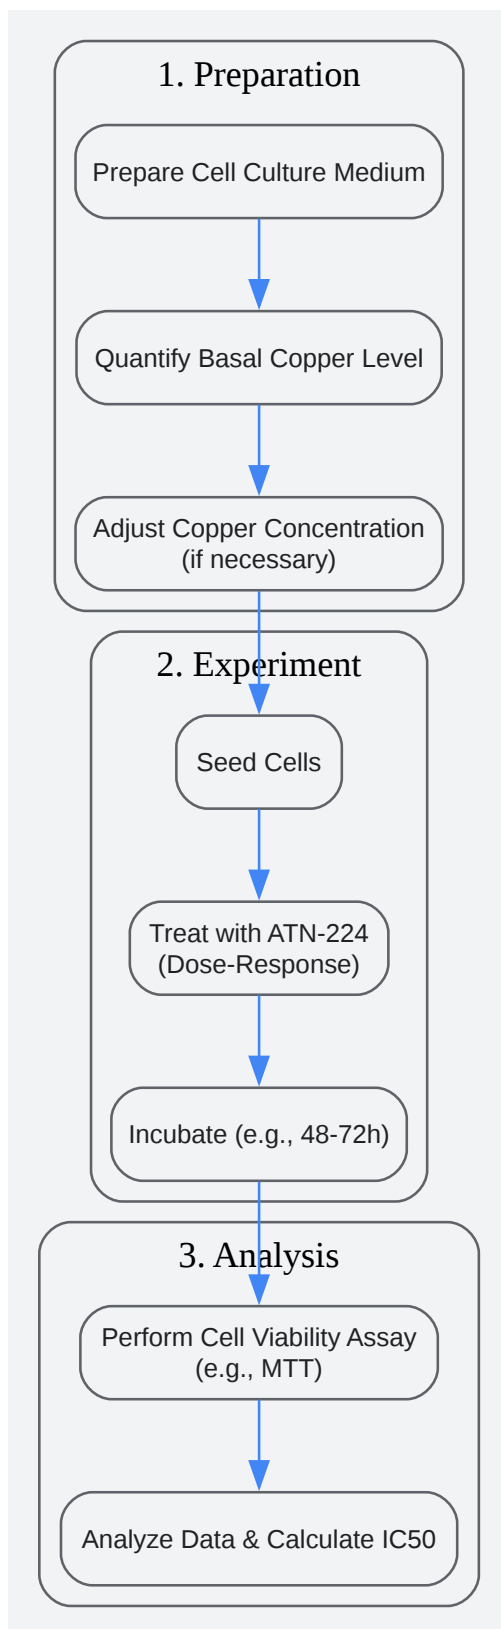 1. Preparation
Prepare Cell Culture Medium
Quantify Basal Copper Level
Adjust Copper Concentration
(if necessary)
2. Experiment
Seed Cells
Treat with ATN-224
(Dose-Response)
Incubate (e.g., 48-72h)
3. Analysis
Perform Cell Viability Assay
(e.g., MTT)
Analyze Data & Calculate IC50